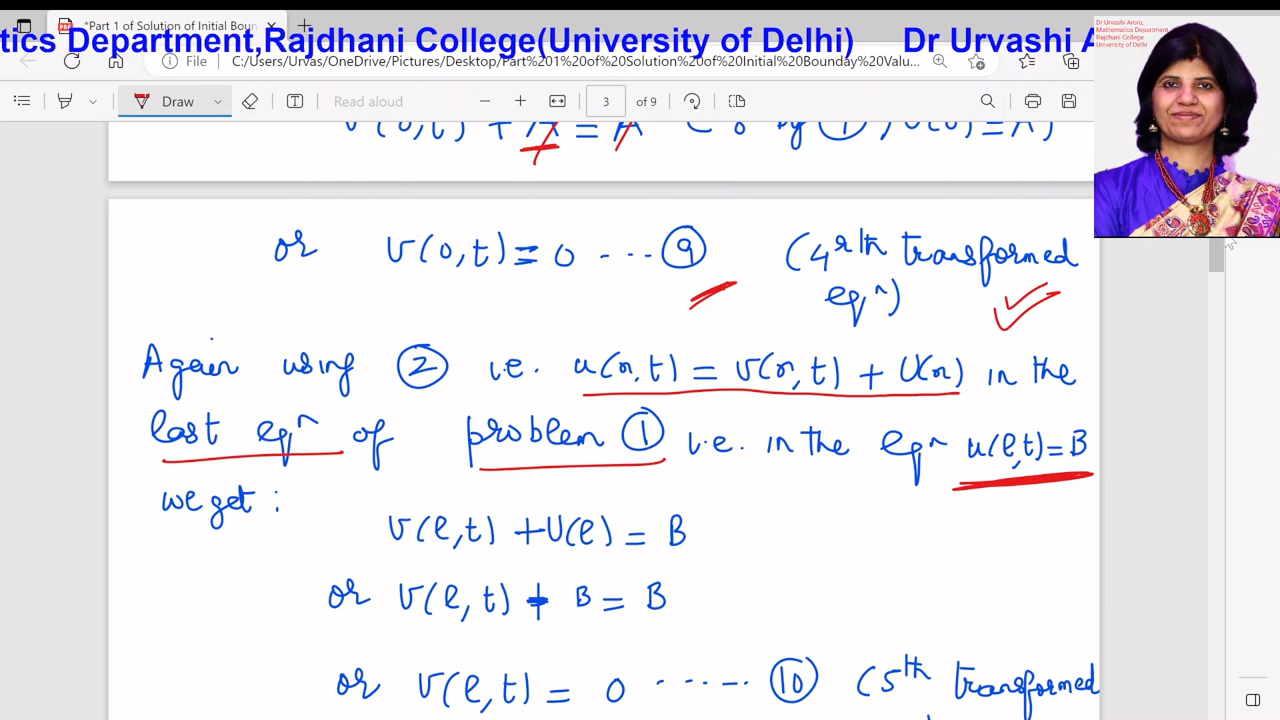 *Part 1 of Solution of Initial Boun
tics Department,Rajdhani College(University of Delhi) Dr Urvashi A
Dr Urvashi Arora,
Mathematics Department
Rajdhani College
University of Delhi
File C:/Users/Urvas/OneDrive/Pictures/Desktop/Part%201%20of%20Solution%20of%20Initial%20Bounday%20Valu...
Draw Read aloud 3 of 9
v(0,t) + A = A
or v(0,t) = 0 ... 9 (4rth transformed
eqn)
Again using 2 i.e. u(x,t) = v(x,t) + U(x) in the
last eqn of problem 1 i.e. in the eqn u(l,t)=B
we get:
v(l,t) + U(l) = B
or v(l,t) + B = B
or v(l,t) = 0 ...... 10 (5th transformed